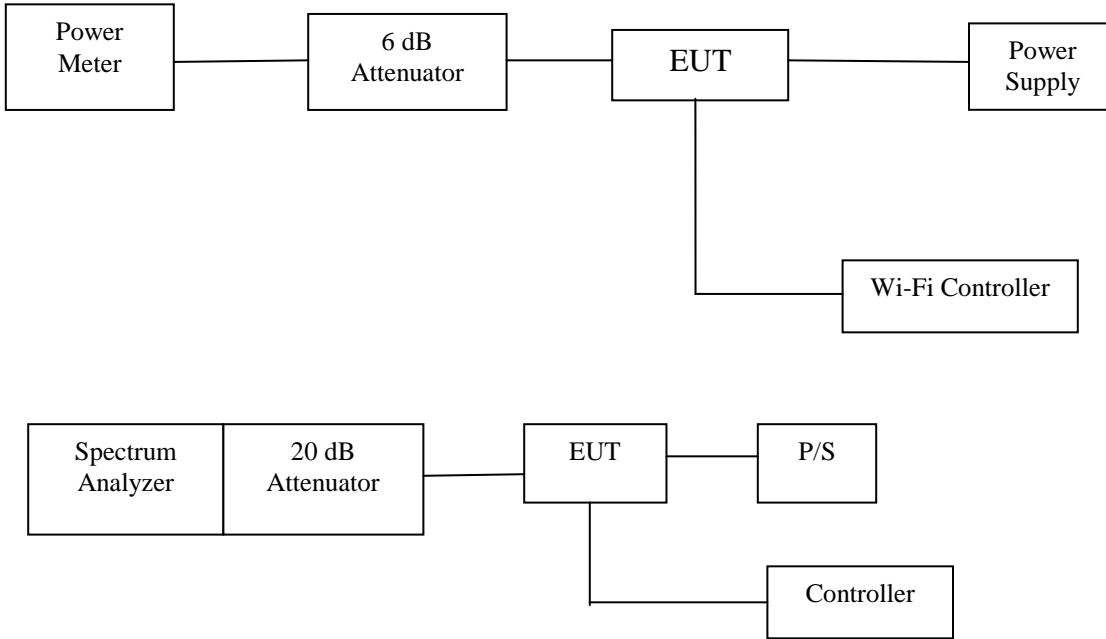 Power
Meter
6 dB
Attenuator
EUT
Power
Supply
Wi-Fi Controller
Spectrum
Analyzer
20 dB
Attenuator
EUT
P/S
Controller